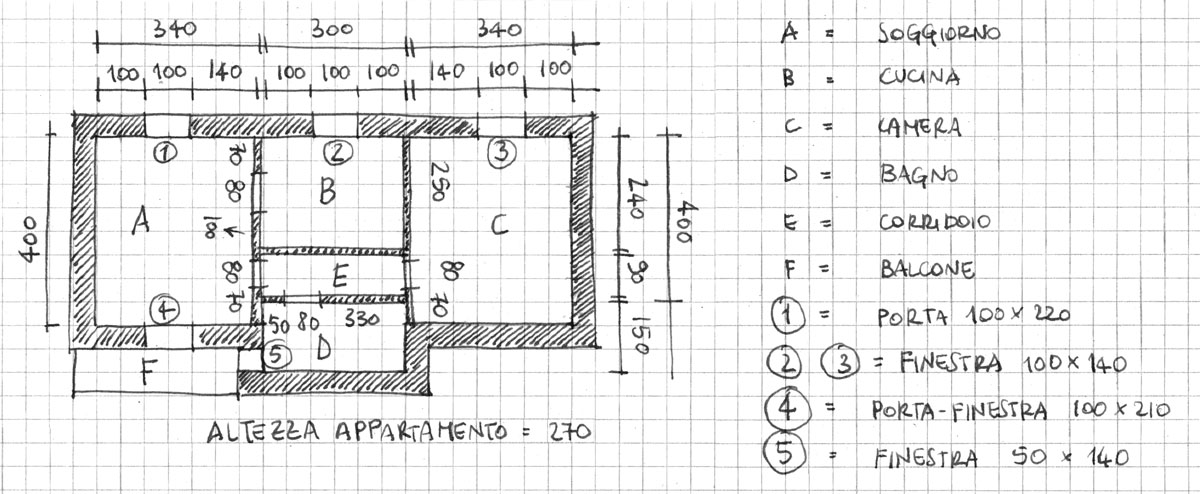 340 300 340
100 100 140 100 100 100 140 100 100
1 2 3
70 80 100 80 70
A
B
C
250 80 70
400
240 90 150
400
E
4
50 80 330
5 D
F
ALTEZZA APPARTAMENTO = 270
A = SOGGIORNO
B = CUCINA
C = CAMERA
D = BAGNO
E = CORRIDOIO
F = BALCONE
1 = PORTA 100 × 220
2 3 = FINESTRA 100 × 140
4 = PORTA-FINESTRA 100 × 210
5 = FINESTRA 50 × 140